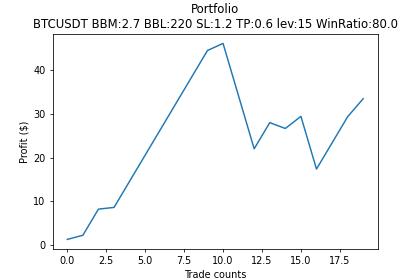 Portfolio
BTCUSDT BBM:2.7 BBL:220 SL:1.2 TP:0.6 lev:15 WinRatio:80.0
40
30
20
10
0
Profit ($)
0.0 2.5 5.0 7.5 10.0 12.5 15.0 17.5
Trade counts